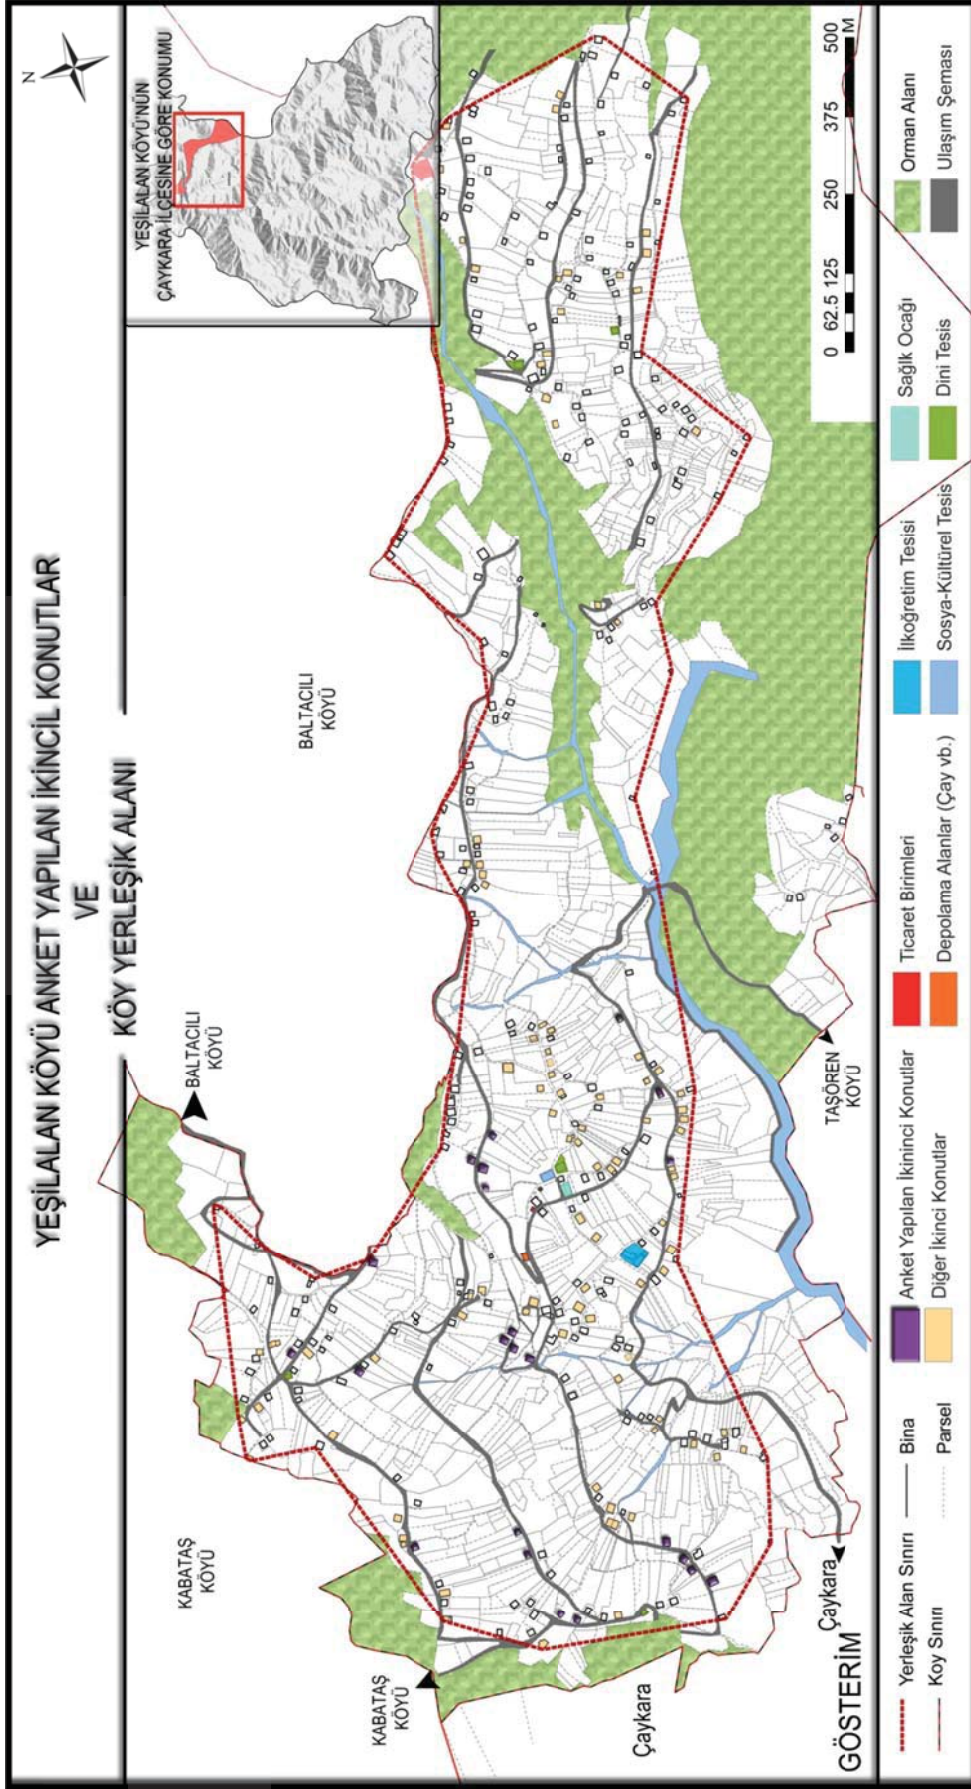 YEŞİLALAN KÖYÜ ANKET YAPILAN İKİNCİL KONUTLAR
VE
KÖY YERLEŞİK ALANI
N
YEŞİLALAN KÖYÜ'NÜN
ÇAYKARA İLÇESİNE GÖRE KONUMU
BALTACILI
KÖYÜ
BALTACILI
KÖYÜ
KABATAŞ
KÖYÜ
KABATAŞ
KÖYÜ
Çaykara
Çaykara
TAŞÖREN
KÖYÜ
0 62.5 125 250 375 500
M
GÖSTERİM
Yerleşik Alan Sınırı
Koy Sınırı
Bina
Parsel
Anket Yapılan İkininci Konutlar
Diğer İkinci Konutlar
Ticaret Birimleri
Depolama Alanlar (Çay vb.)
İlkoğretim Tesisi
Sosya-Kültürel Tesis
Sağlk Ocağı
Dini Tesis
Orman Alanı
Ulaşım Şeması